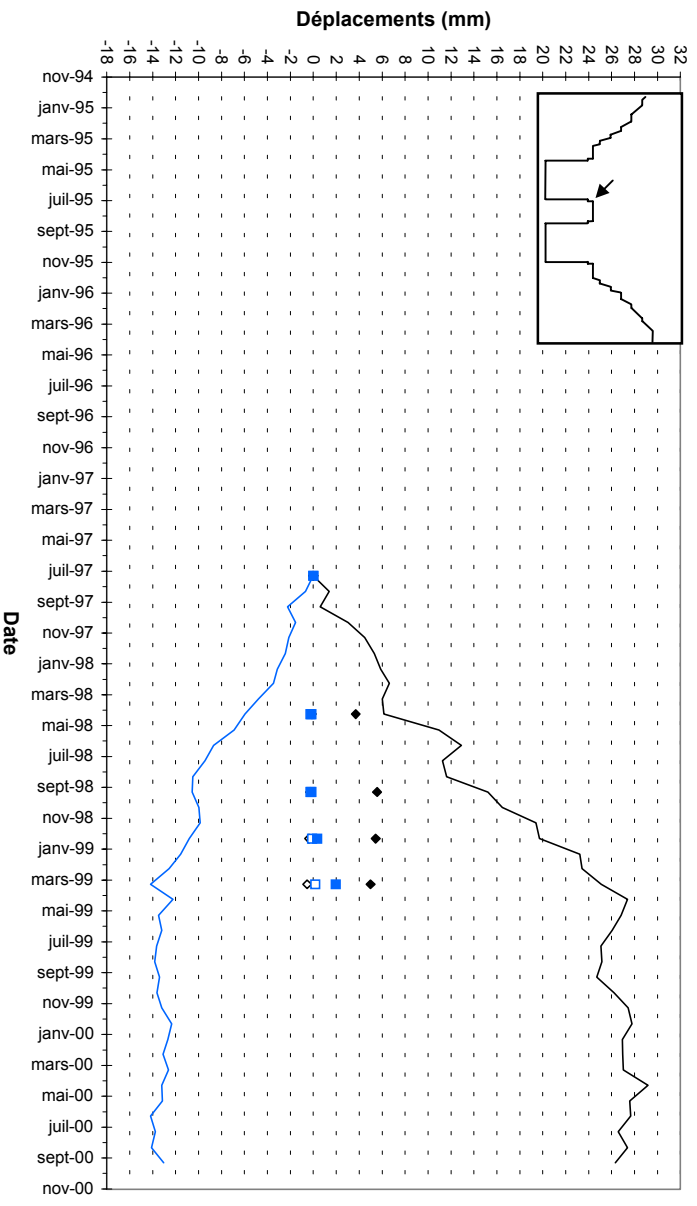 Déplacements (mm)
-18 -16 -14 -12 -10 -8 -6 -4 -2 0 2 4 6 8 10 12 14 16 18 20 22 24 26 28 30 32
nov-94
janv-95
mars-95
mai-95
juil-95
sept-95
nov-95
janv-96
mars-96
mai-96
juil-96
sept-96
nov-96
janv-97
mars-97
mai-97
juil-97
sept-97
nov-97
janv-98
mars-98
mai-98
juil-98
sept-98
nov-98
janv-99
mars-99
mai-99
juil-99
sept-99
nov-99
janv-00
mars-00
mai-00
juil-00
sept-00
nov-00
Date